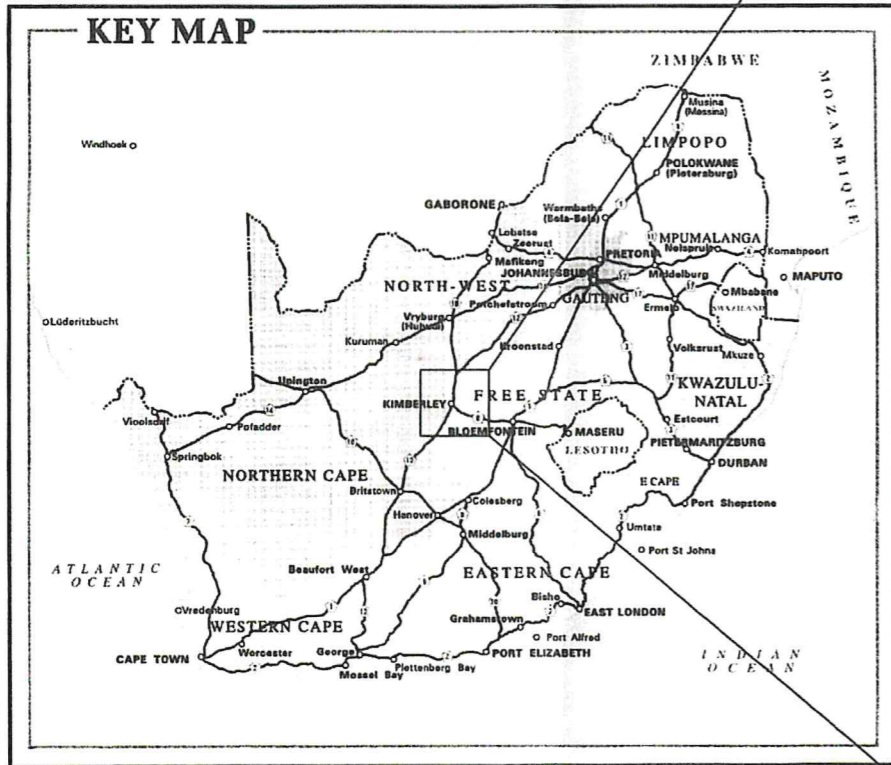 KEY MAP
ZIMBABWE
MOZAMBIQUE
Musina
(Messina)
Windhoek
LIMPOPO
POLOKWANE
(Pietersburg)
GABORONE
Warmbaths
(Bela-Bela)
Lobatse
Zeerust
MPUMALANGA
Nelspruit
Komatipoort
Mafikeng
PRETORIA
JOHANNESBURG
Middelburg
MAPUTO
NORTH-WEST
Potchefstroom
GAUTENG
Mbabane
SWAZILAND
Ermelo
Lüderitzbucht
Vryburg
(Huhudi)
Kuruman
Kroonstad
Volksrust
Mkuze
Upington
KIMBERLEY
FREE STATE
KWAZULU-
NATAL
Vioolsdrif
Pofadder
BLOEMFONTEIN
MASERU
LESOTHO
Estcourt
PIETERMARITZBURG
DURBAN
Springbok
NORTHERN CAPE
Britstown
Colesberg
E CAPE
Port Shepstone
Hanover
Umtata
Middelburg
Port St Johns
ATLANTIC
OCEAN
Beaufort West
EASTERN CAPE
Vredenburg
Bisho
EAST LONDON
WESTERN CAPE
Grahamstown
Port Alfred
CAPE TOWN
Worcester
George
Mossel Bay
Plettenberg Bay
PORT ELIZABETH
INDIAN
OCEAN